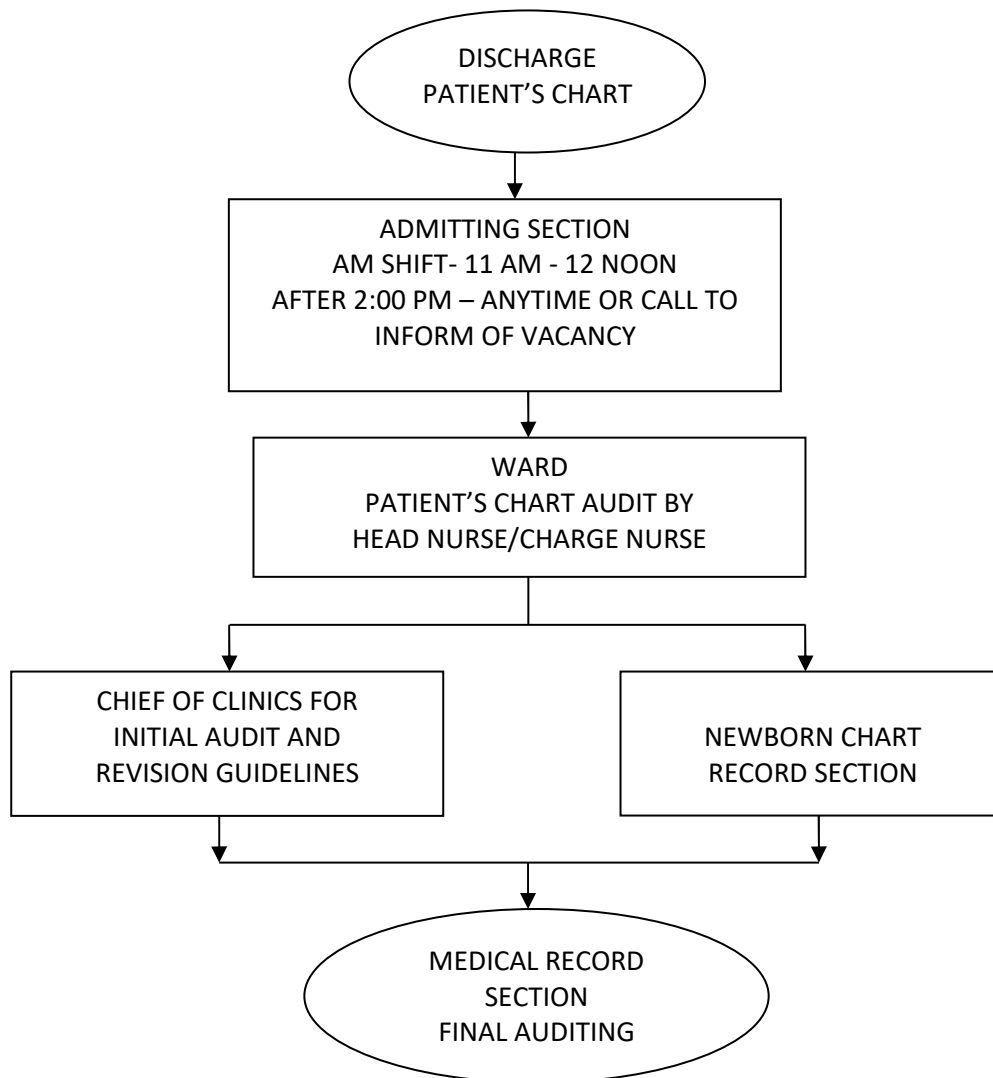 DISCHARGE
PATIENT’S CHART
ADMITTING SECTION
AM SHIFT- 11 AM - 12 NOON
AFTER 2:00 PM – ANYTIME OR CALL TO
INFORM OF VACANCY
WARD
PATIENT’S CHART AUDIT BY
HEAD NURSE/CHARGE NURSE
CHIEF OF CLINICS FOR
INITIAL AUDIT AND
REVISION GUIDELINES
NEWBORN CHART
RECORD SECTION
MEDICAL RECORD
SECTION
FINAL AUDITING